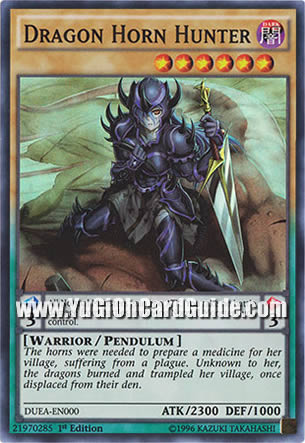 DRAGON HORN HUNTER
DARK
www.YuGiOhCardGuide.com
3
control.
3
[WARRIOR / PENDULUM]
The horns were needed to prepare a medicine for her
village, suffering from a plague. Unknown to her,
the dragons burned and trampled her village, once
displaced from their den.
DUEA-EN000
ATK/2300 DEF/1000
21970285
1st Edition
©1996 KAZUKI TAKAHASHI